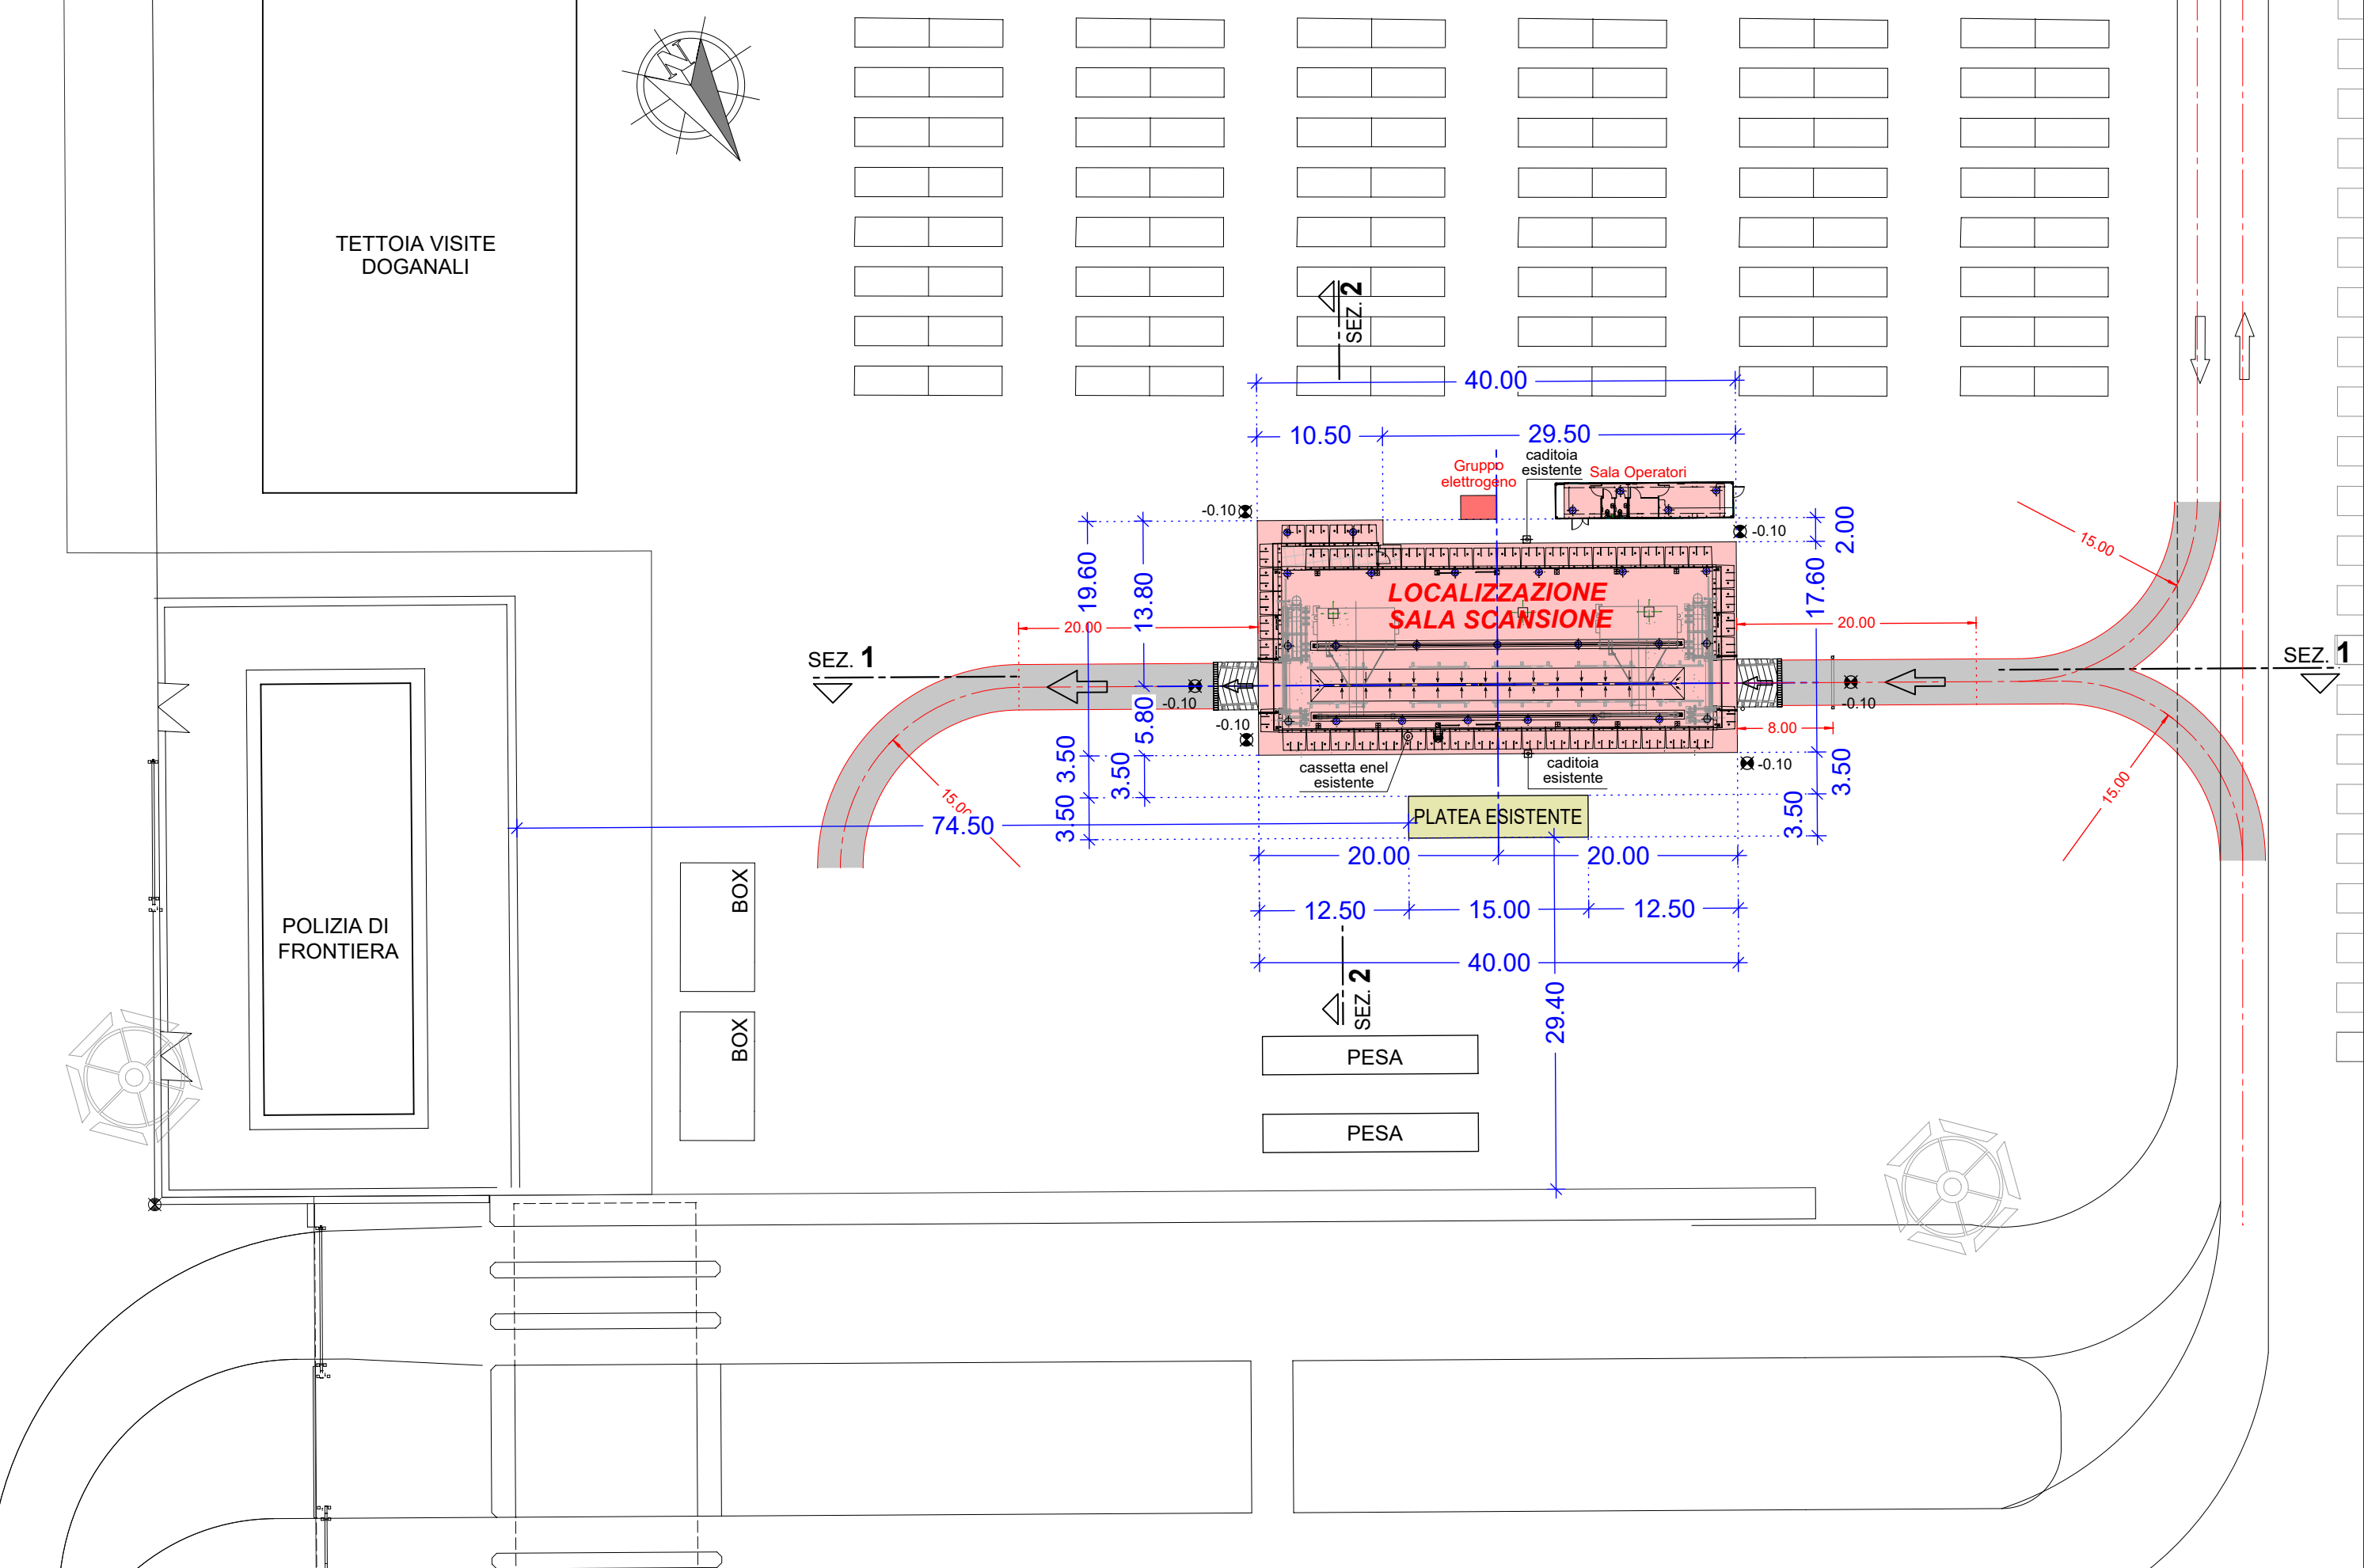 N
TETTOIA VISITE
DOGANALI
SEZ. 2
40.00
10.50
29.50
Gruppo
elettrogeno
caditoia
esistente
Sala Operatori
-0.10
-0.10
2.00
15.00
19.60
13.80
17.60
LOCALIZZAZIONE
SALA SCANSIONE
20.00
20.00
SEZ. 1
SEZ. 1
-0.10
-0.10
-0.10
5.80
8.00
3.50
3.50
cassetta enel
esistente
caditoia
esistente
-0.10
3.50
15.00
15.00
3.50
3.50
74.50
PLATEA ESISTENTE
20.00
20.00
BOX
12.50
15.00
12.50
POLIZIA DI
FRONTIERA
40.00
SEZ. 2
29.40
BOX
PESA
PESA